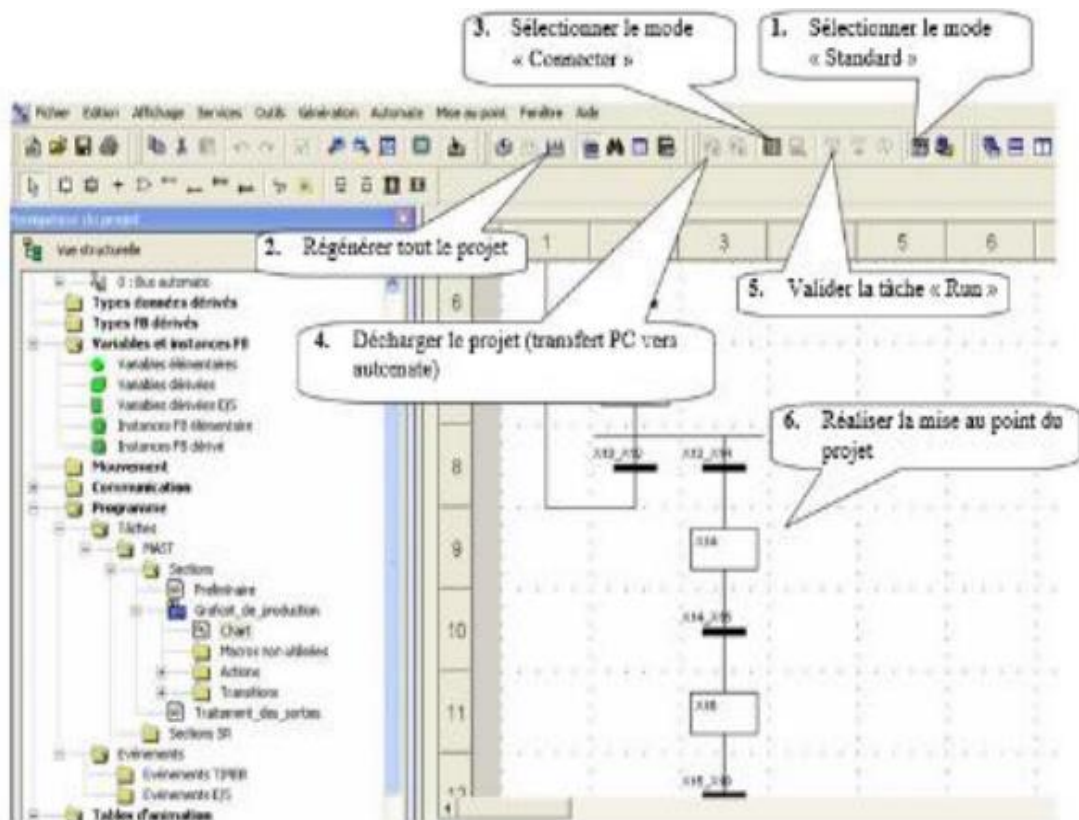 3. Sélectionner le mode
« Connecter »
1. Sélectionner le mode
« Standard »
Fichier Edition Affichage Services Outils Génération Automate Mise au point Fenêtre Aide
Vue structurelle
2. Régénérer tout le projet
1 3 5 6
0 : Bus automate
Types données dérivés
Types FB dérivés
Variables et instances FB
Variables élémentaires
Variables dérivées
Variables dérivées E/S
Instances FB élémentaire
Instances FB dérivé
Mouvement
Communication
Programme
Tâches
MAST
Sections
Preliminaire
Grafcet_de_production
Chart
Macros non utilisées
Actions
Transitions
Traitement_des_sorties
Sections SR
Evénements
Evénements TIMER
Evénements E/S
Tables d'animation
5. Valider la tâche « Run »
6
4. Décharger le projet (transfert PC vers
automate)
6. Réaliser la mise au point du
projet
8
9
10
11
12